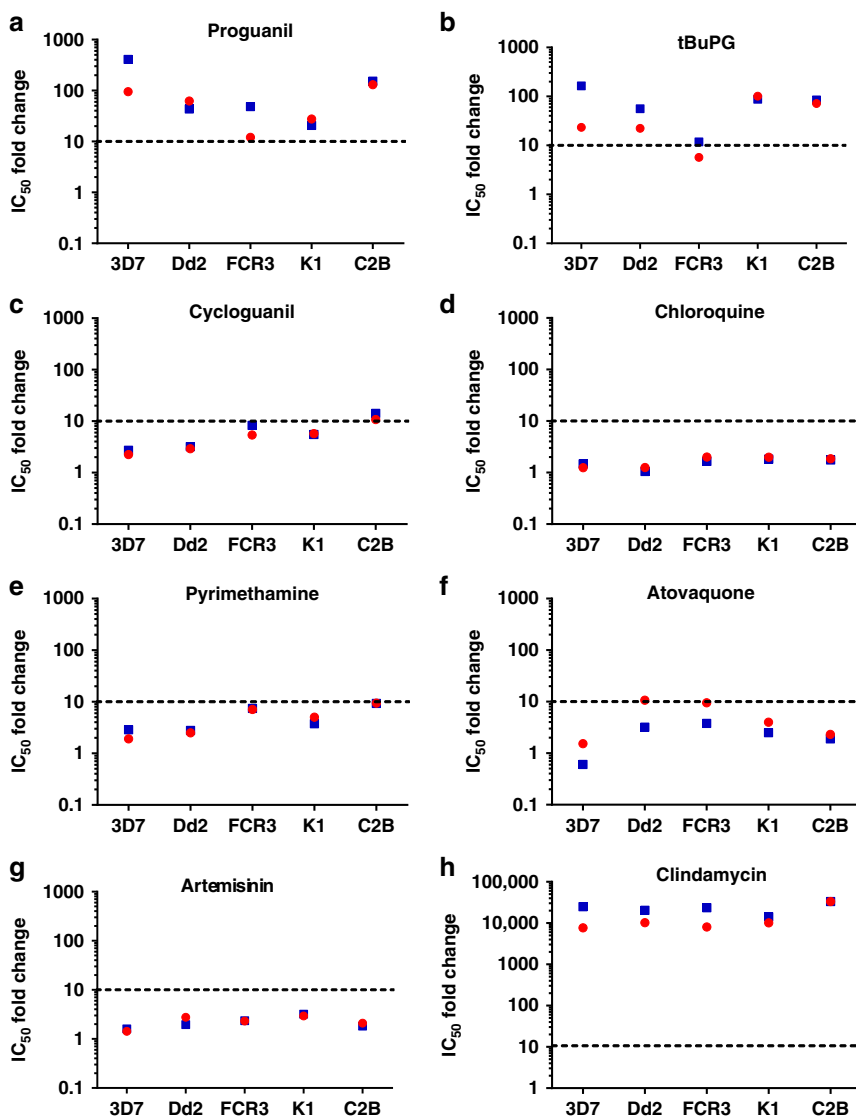 a
Proguanil
IC50 fold change
1000
100
10
1
0.1
3D7 Dd2 FCR3 K1 C2B
b
tBuPG
IC50 fold change
1000
100
10
1
0.1
3D7 Dd2 FCR3 K1 C2B
c
Cycloguanil
IC50 fold change
1000
100
10
1
0.1
3D7 Dd2 FCR3 K1 C2B
d
Chloroquine
IC50 fold change
1000
100
10
1
0.1
3D7 Dd2 FCR3 K1 C2B
e
Pyrimethamine
IC50 fold change
1000
100
10
1
0.1
3D7 Dd2 FCR3 K1 C2B
f
Atovaquone
IC50 fold change
1000
100
10
1
0.1
3D7 Dd2 FCR3 K1 C2B
g
Artemisinin
IC50 fold change
1000
100
10
1
0.1
3D7 Dd2 FCR3 K1 C2B
h
Clindamycin
IC50 fold change
100,000
10,000
1000
100
10
1
3D7 Dd2 FCR3 K1 C2B